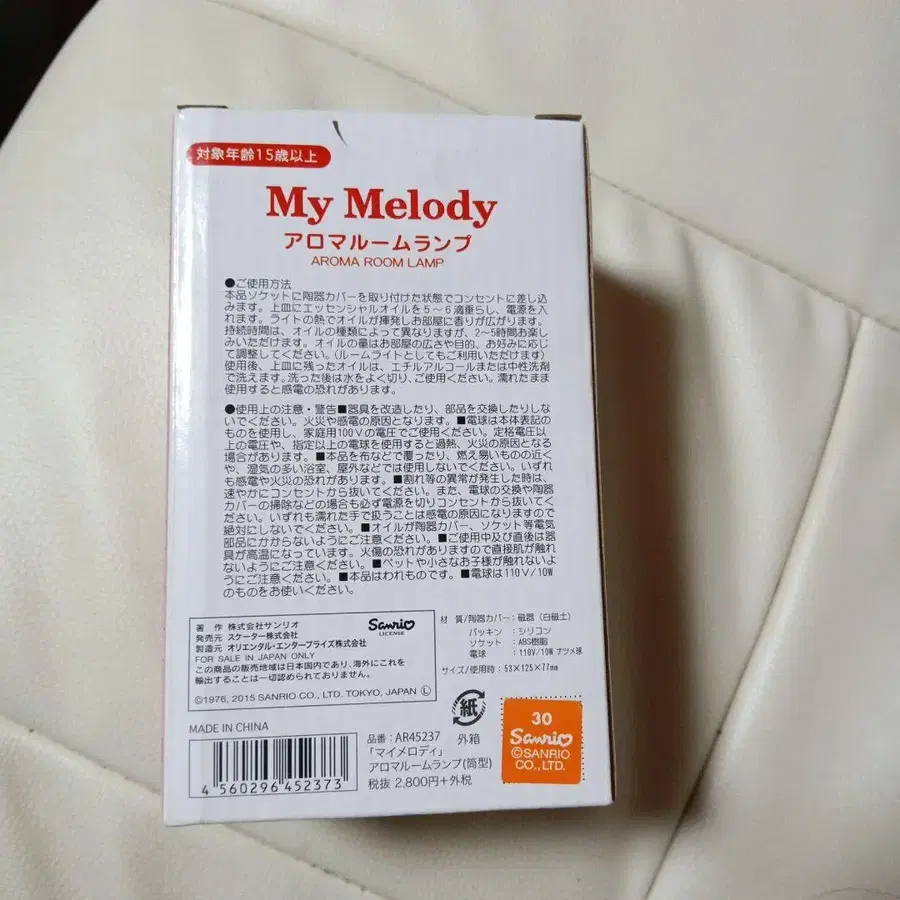 対象年齢15歳以上
My Melody
アロマルームランプ
AROMA ROOM LAMP
●ご使用方法
本品ソケットに陶器カバーを取り付けた状態でコンセントに差し込
みます。上皿にエッセンシャルオイルを5～6滴垂らし、電源を入
れます。ライトの熱でオイルが揮発しお部屋に香りが広がります。
持続時間は、オイルの種類によって異なりますが、2～5時間お楽し
みいただけます。オイルの量はお部屋の広さや目的、お好みに応じ
て調整してください。(ルームライトとしてもご利用いただけます)
使用後、上皿に残ったオイルは、エチルアルコールまたは中性洗剤
で洗えます。洗った後は水をよく切り、ご使用ください。濡れたまま
使用すると感電の恐れがあります。
●使用上の注意・警告■器具を改造したり、部品を交換したりしな
いでください。火災や感電の原因となります。■電球は本体表記の
ものを使用し、家庭用100Vの電圧でご使用ください。定格電圧以
上の電圧や、指定以上の電球を使用すると過熱、火災の原因となる
場合があります。■本品を布などで覆ったり、燃え易いものの近く
や、湿気の多い浴室、屋外などでは使用しないでください。いずれ
も感電や火災の恐れがあります。■割れ等の異常が発生した時は、
速やかにコンセントから抜いてください。また、電球の交換や陶器
カバーの掃除などの場合も必ず電源を切りコンセントから抜いてく
ださい。いずれも濡れた手で扱うことは感電の原因になりますので
絶対にしないでください。■オイルが陶器カバー、ソケット等電気
部品にかからないようにご注意ください。■ご使用中及び直後は器
具が高温になっています。火傷の恐れがありますので直接肌が触れ
ないようにご注意ください。■ペットや小さなお子様が触れないよ
うにご注意ください。■本品はわれものです。■電球は110V/10W
のものをお使いください。
著 作 株式会社サンリオ
発売元 スケーター株式会社
製造元 オリエンタル・エンタープライズ株式会社
FOR SALE IN JAPAN ONLY
この商品の販売地域は日本国内であり、海外にこれを
輸出することは一切認められておりません。
©1976, 2015 SANRIO CO., LTD. TOKYO, JAPAN Ⓛ
Sanrio
LICENSE
材 質/陶器カバー：磁器（白磁土）
パッキン：シリコン
ソケット：ABS樹脂
電球：110V/10W ナツメ球
サイズ/使用時：53×125×77mm
MADE IN CHINA
4 560296 452373
品番：AR45237
「マイメロディ」
アロマルームランプ(筒型)
税抜 2,800円+外税
紙
外箱
30
Sanrio
©SANRIO
CO., LTD.